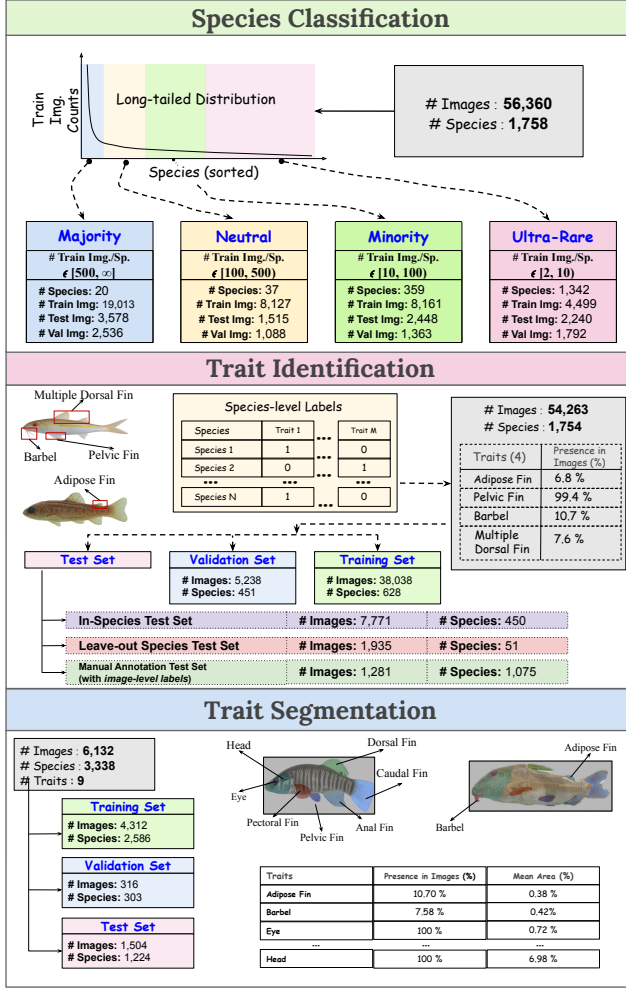 Species Classification
Train
Img.
Counts
Long-tailed Distribution
Species (sorted)
# Images : 56,360
# Species : 1,758
Majority
# Train Img./Sp.
ϵ [500, ∞]
# Species: 20
# Train Img: 19,013
# Test Img: 3,578
# Val Img: 2,536
Neutral
# Train Img./Sp.
ϵ [100, 500)
# Species: 37
# Train Img: 8,127
# Test Img: 1,515
# Val Img: 1,088
Minority
# Train Img./Sp.
ϵ [10, 100)
# Species: 359
# Train Img: 8,161
# Test Img: 2,448
# Val Img: 1,363
Ultra-Rare
# Train Img./Sp.
ϵ [2, 10)
# Species: 1,342
# Train Img: 4,499
# Test Img: 2,240
# Val Img: 1,792
Trait Identification
Multiple Dorsal Fin
Barbel
Pelvic Fin
Adipose Fin
Species-level Labels
Species Trait 1 ... Trait M
Species 1 1 0
Species 2 0 1
... ... ... ...
Species N 1 ... 0
# Images : 54,263
# Species : 1,754
Traits (4) Presence in Images (%)
Adipose Fin 6.8 %
Pelvic Fin 99.4 %
Barbel 10.7 %
Multiple Dorsal Fin 7.6 %
Test Set
Validation Set
# Images: 5,238
# Species: 451
Training Set
# Images: 38,038
# Species: 628
In-Species Test Set # Images: 7,771 # Species: 450
Leave-out Species Test Set # Images: 1,935 # Species: 51
Manual Annotation Test Set
(with image-level labels) # Images: 1,281 # Species: 1,075
Trait Segmentation
# Images : 6,132
# Species : 3,338
# Traits : 9
Training Set
# Images: 4,312
# Species: 2,586
Validation Set
# Images: 316
# Species: 303
Test Set
# Images: 1,504
# Species: 1,224
Head
Dorsal Fin
Caudal Fin
Eye
Pectoral Fin
Pelvic Fin
Anal Fin
Adipose Fin
Barbel
Traits Presence in Images (%) Mean Area (%)
Adipose Fin 10.70 % 0.38 %
Barbel 7.58 % 0.42%
Eye 100 % 0.72 %
... ... ...
Head 100 % 6.98 %